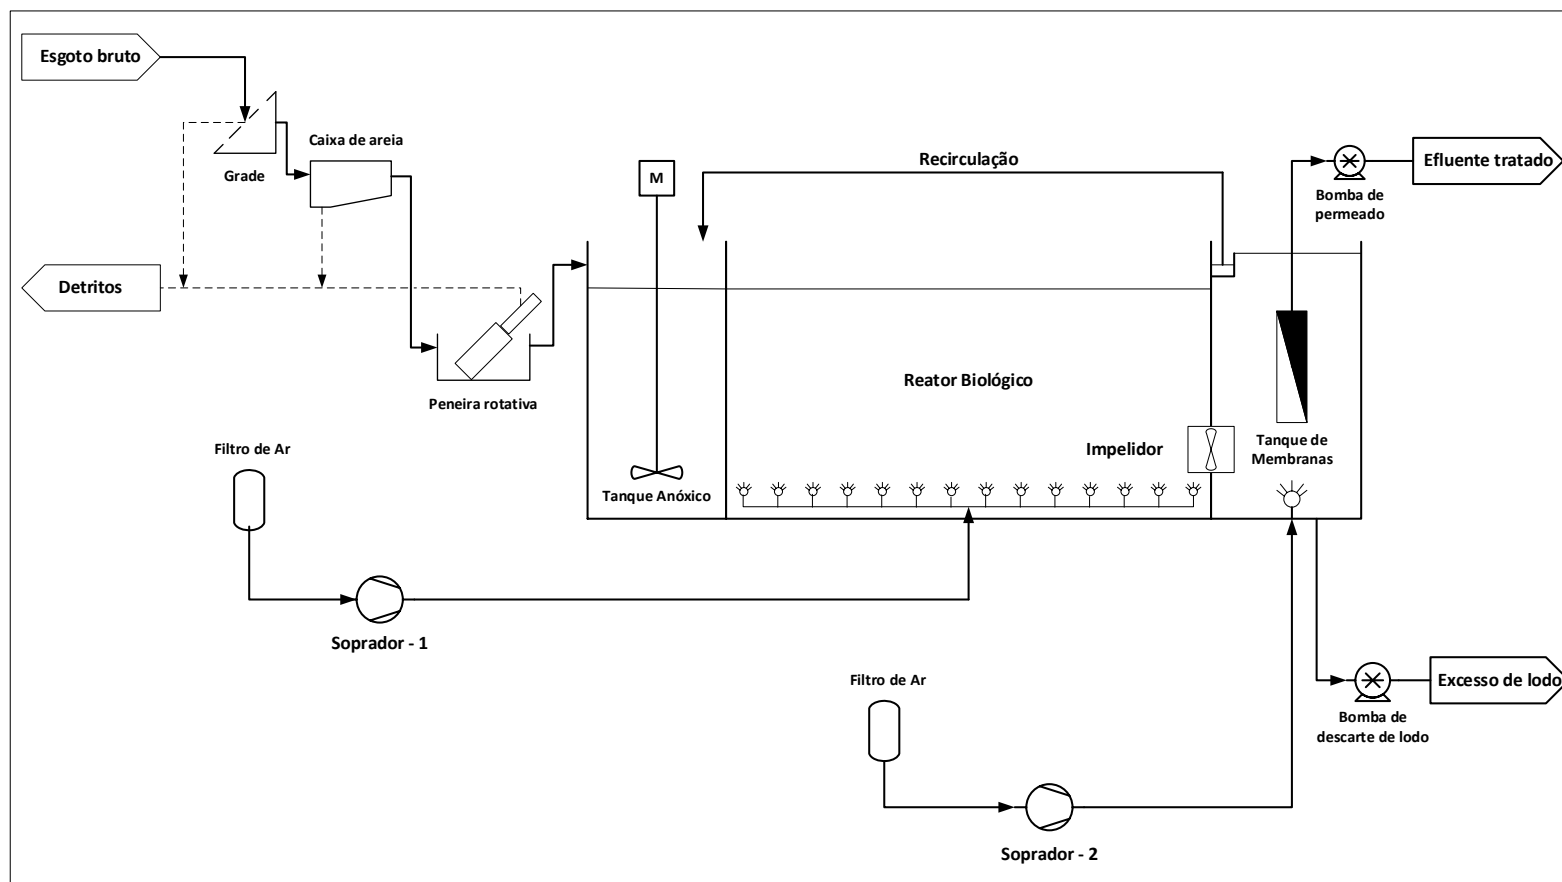 Esgoto bruto
Caixa de areia
Grade
Detritos
Peneira rotativa
M
Recirculação
Bomba de
permeado
Efluente tratado
Reator Biológico
Impelidor
Tanque de
Membranas
Tanque Anóxico
Filtro de Ar
Soprador - 1
Filtro de Ar
Soprador - 2
Bomba de
descarte de lodo
Excesso de lodo